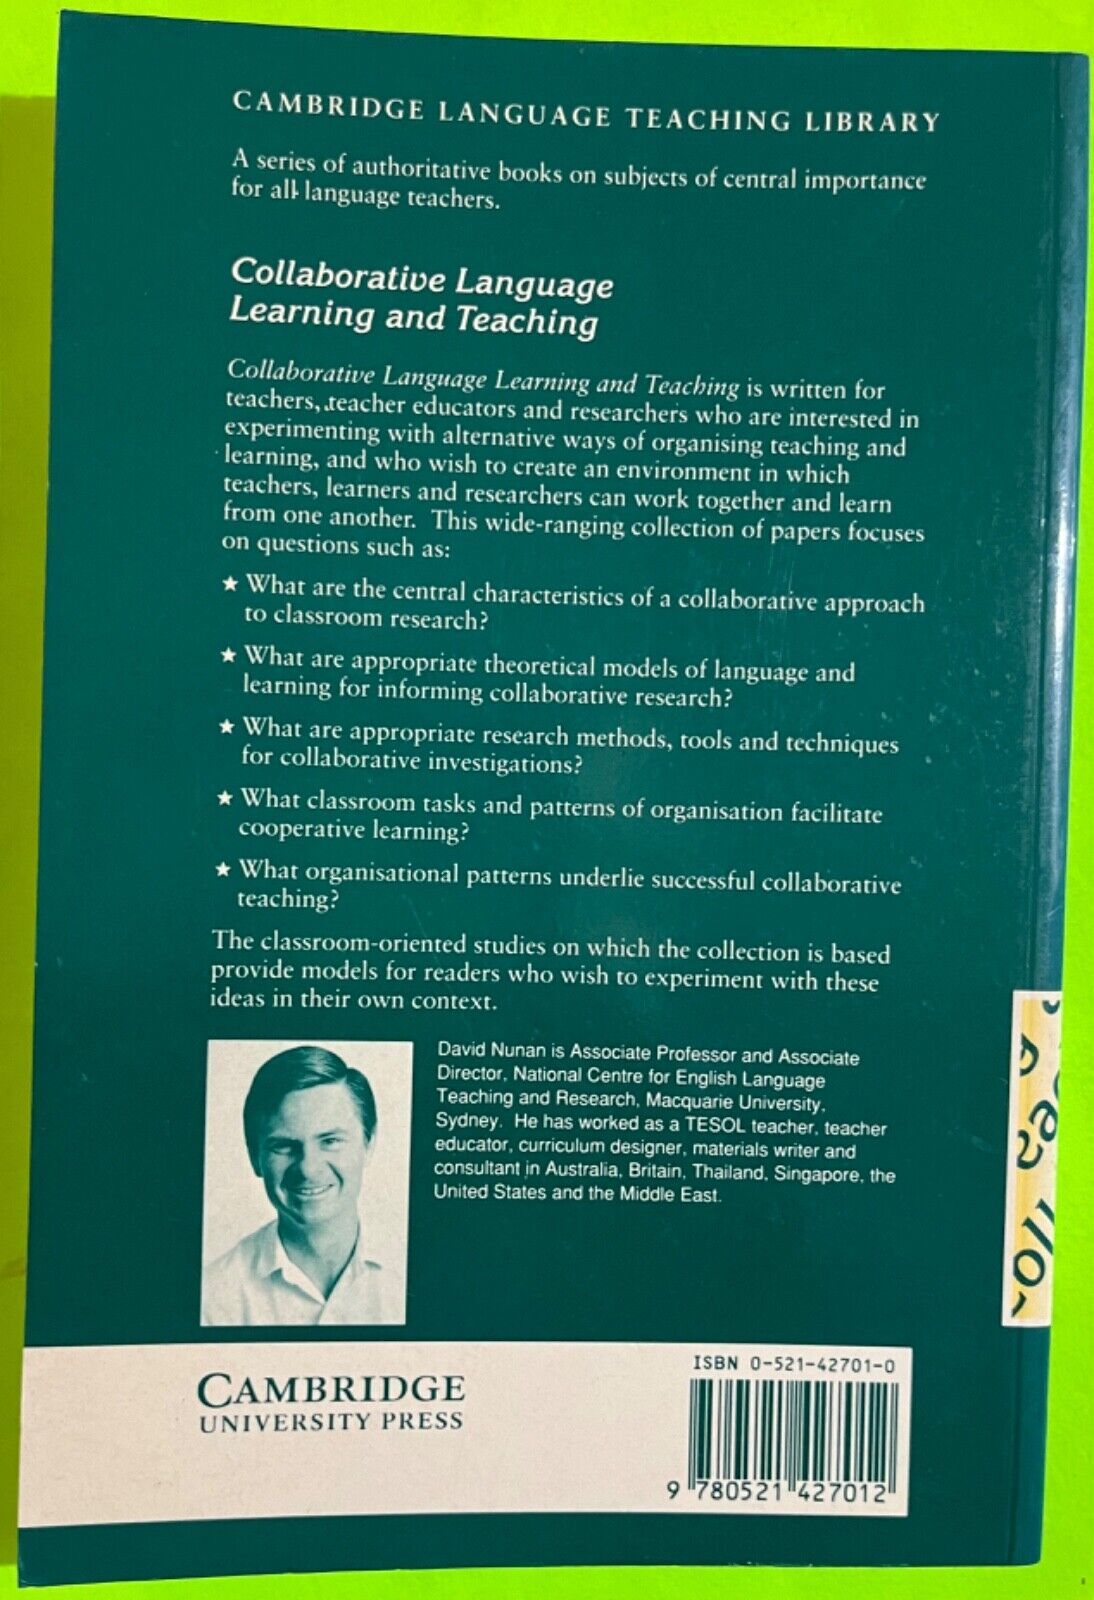 CAMBRIDGE LANGUAGE TEACHING LIBRARY
A series of authoritative books on subjects of central importance
for all language teachers.
Collaborative Language
Learning and Teaching
Collaborative Language Learning and Teaching is written for
teachers, teacher educators and researchers who are interested in
experimenting with alternative ways of organising teaching and
learning, and who wish to create an environment in which
teachers, learners and researchers can work together and learn
from one another. This wide-ranging collection of papers focuses
on questions such as:
★ What are the central characteristics of a collaborative approach
to classroom research?
★ What are appropriate theoretical models of language and
learning for informing collaborative research?
★ What are appropriate research methods, tools and techniques
for collaborative investigations?
★ What classroom tasks and patterns of organisation facilitate
cooperative learning?
★ What organisational patterns underlie successful collaborative
teaching?
The classroom-oriented studies on which the collection is based
provide models for readers who wish to experiment with these
ideas in their own context.
David Nunan is Associate Professor and Associate
Director, National Centre for English Language
Teaching and Research, Macquarie University,
Sydney. He has worked as a TESOL teacher, teacher
educator, curriculum designer, materials writer and
consultant in Australia, Britain, Thailand, Singapore, the
United States and the Middle East.
CAMBRIDGE
UNIVERSITY PRESS
ISBN 0-521-42701-0
9 780521 427012